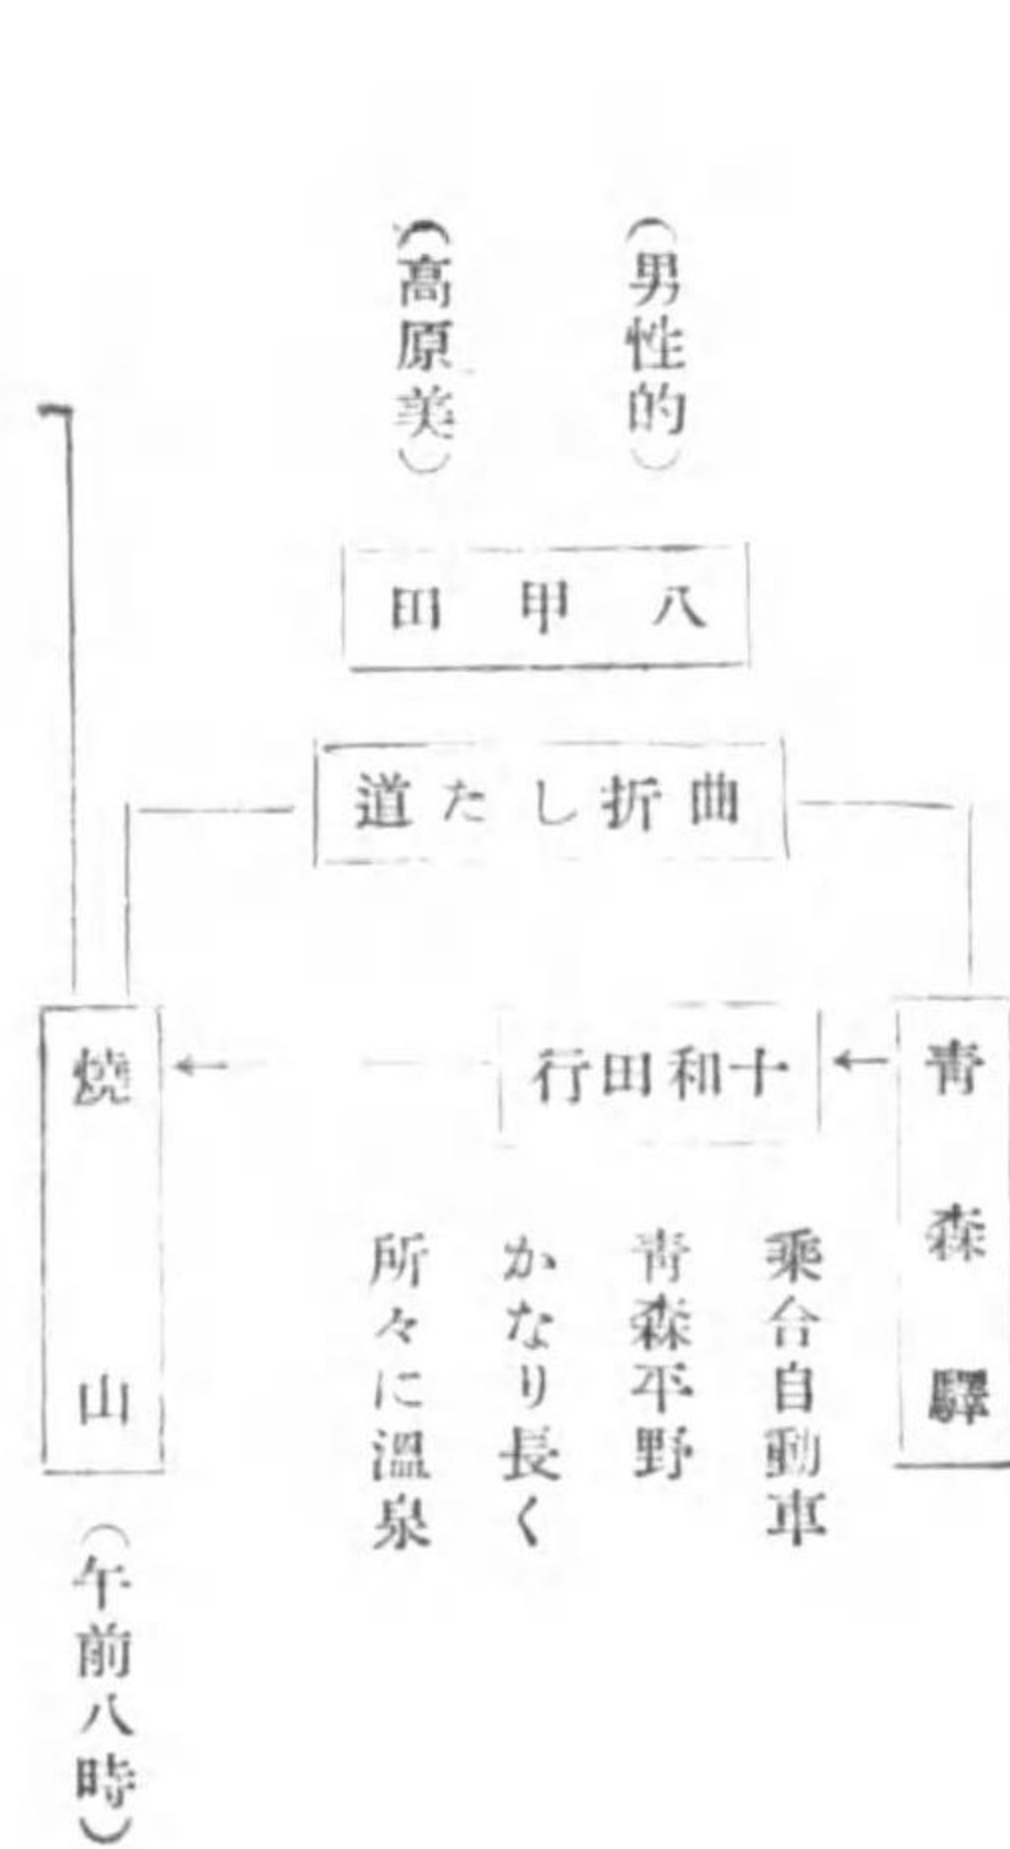 （男性的）
（高原美）
八甲田
曲折した道
青森驛
十和田行
乗合自動車
青森平野
かなり長く
所々に溫泉
燒山
（午前八時）